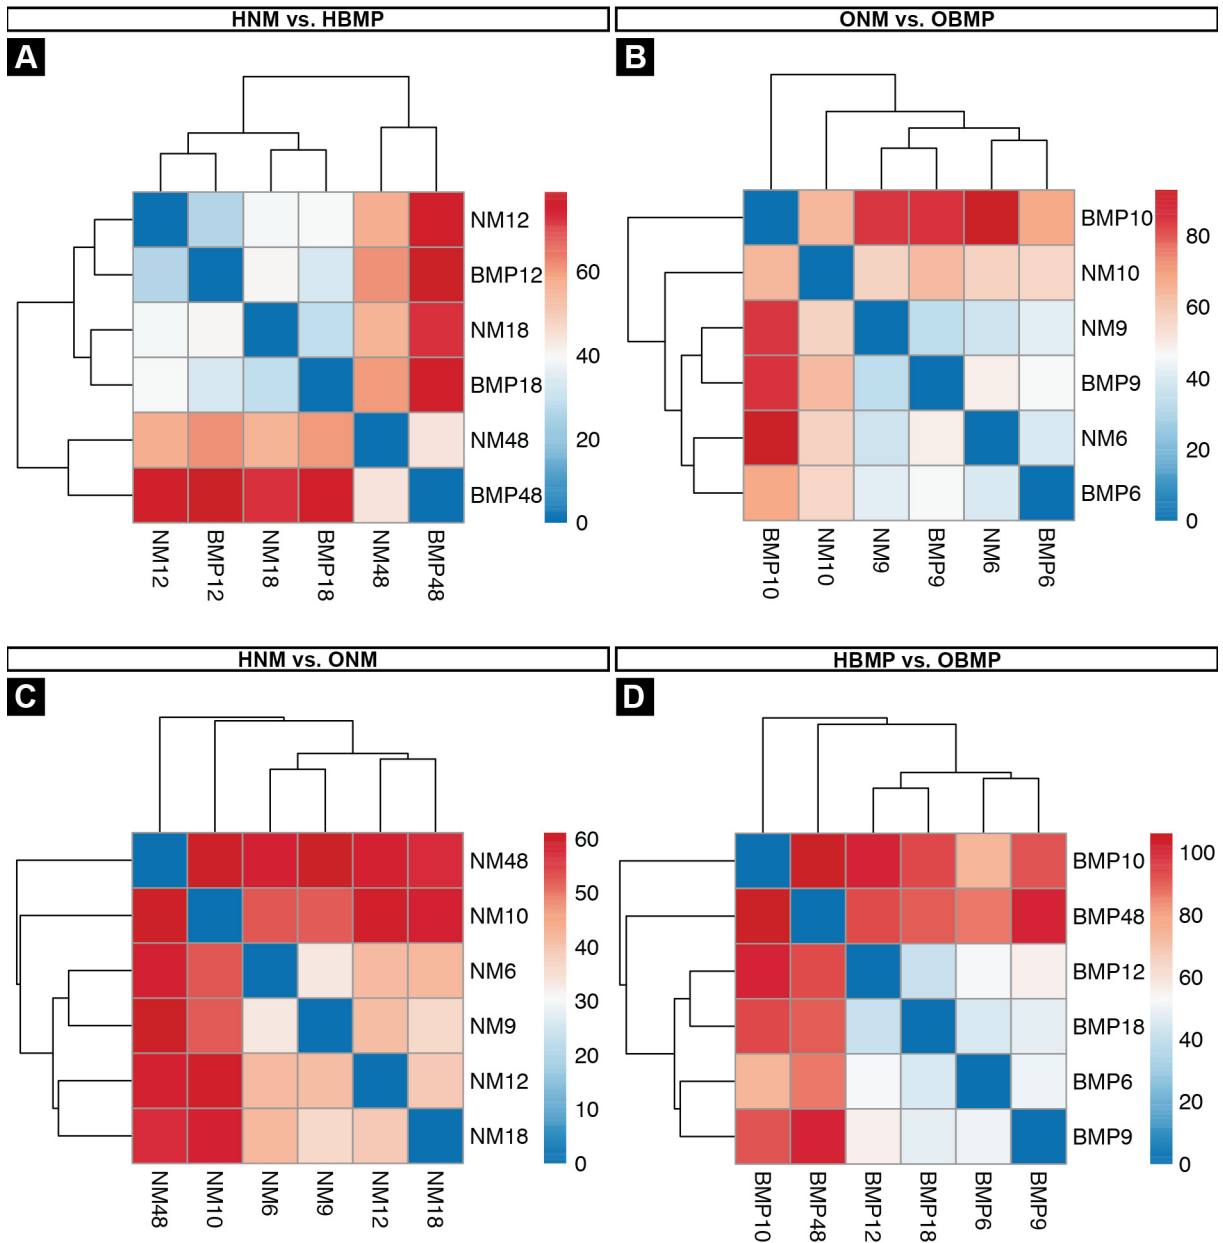 HNM vs. HBMP
ONM vs. OBMP
A
NM12
BMP12
NM18
BMP18
NM48
BMP48
60
40
20
0
NM12 BMP12 NM18 BMP18 NM48 BMP48
B
BMP10
NM10
NM9
BMP9
NM6
BMP6
80
60
40
20
0
BMP10 NM10 NM9 BMP9 NM6 BMP6
HNM vs. ONM
HBMP vs. OBMP
C
NM48
NM10
NM6
NM9
NM12
NM18
60
50
40
30
20
10
0
NM48 NM10 NM6 NM9 NM12 NM18
D
BMP10
BMP48
BMP12
BMP18
BMP6
BMP9
100
80
60
40
20
0
BMP10 BMP48 BMP12 BMP18 BMP6 BMP9